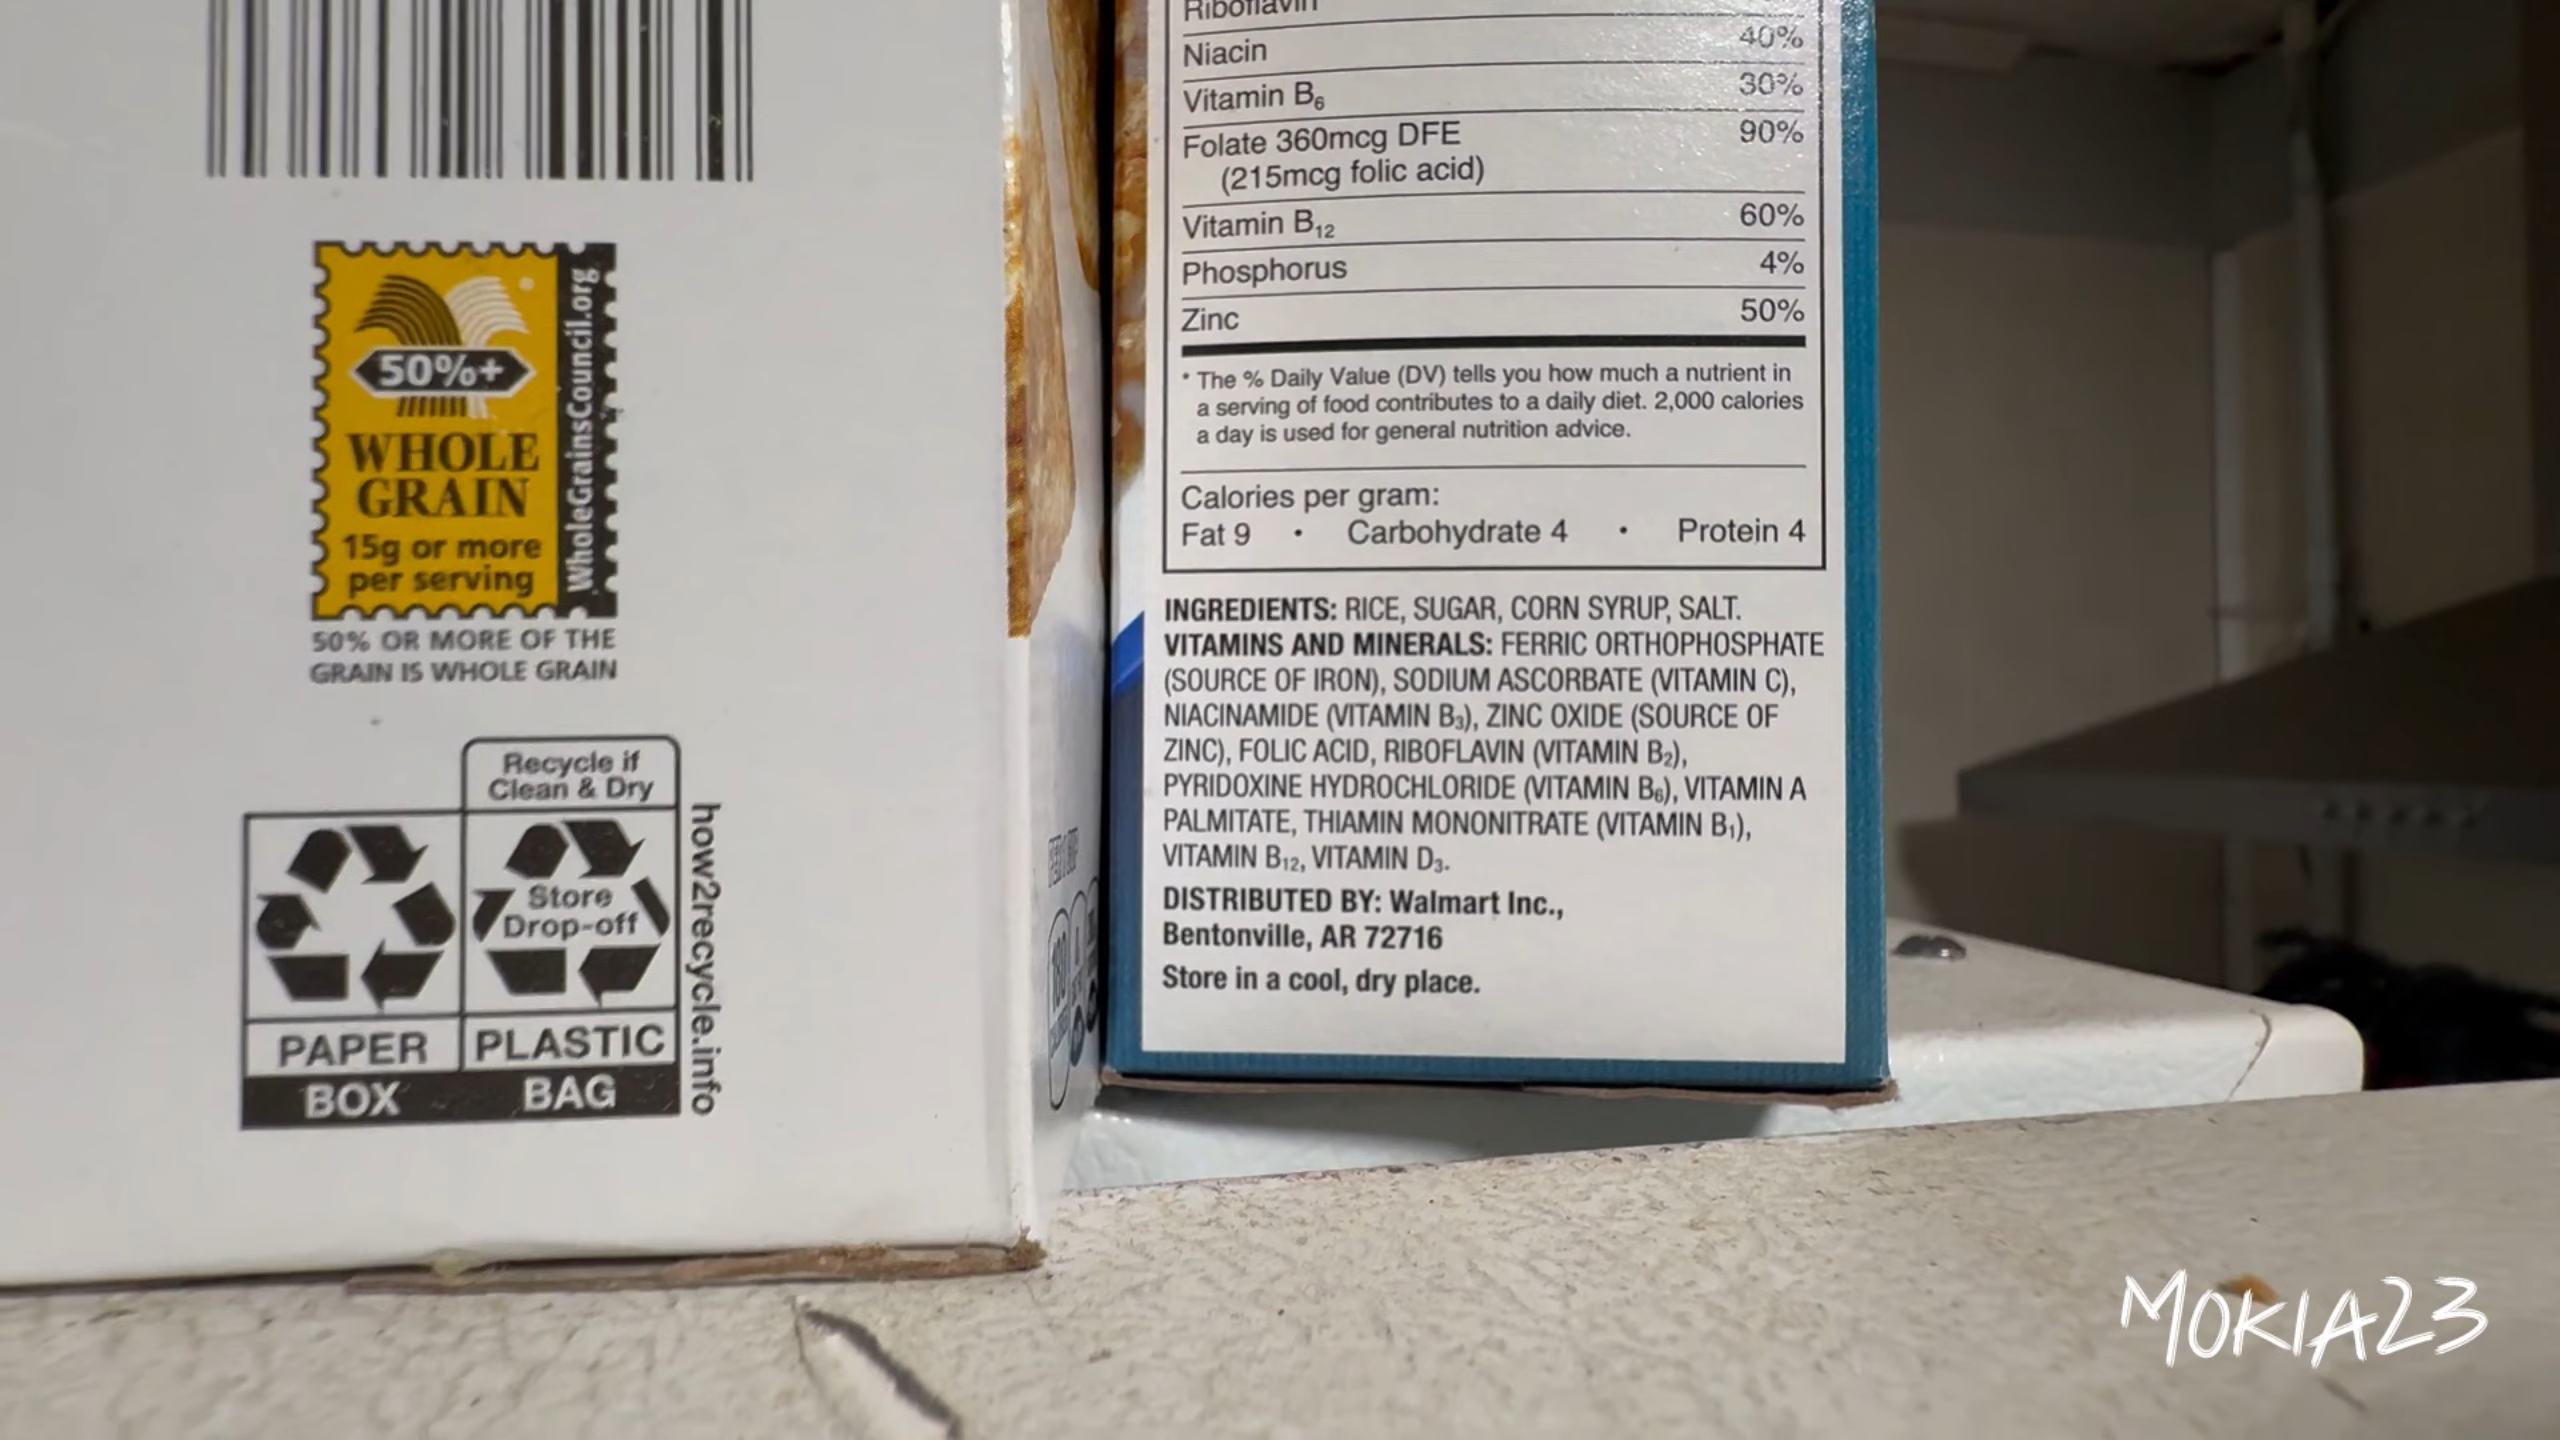 50%+
WHOLE
GRAIN
15g or more
per serving
WholeGrainsCouncil.org
50% OR MORE OF THE
GRAIN IS WHOLE GRAIN
Recycle if
Clean & Dry
Store
Drop-off
PAPER
PLASTIC
BOX
BAG
how2recycle.info
180
Riboflavin
Niacin 40%
Vitamin B6 30%
Folate 360mcg DFE 90%
(215mcg folic acid)
Vitamin B12 60%
Phosphorus 4%
Zinc 50%
* The % Daily Value (DV) tells you how much a nutrient in
a serving of food contributes to a daily diet. 2,000 calories
a day is used for general nutrition advice.
Calories per gram:
Fat 9 • Carbohydrate 4 • Protein 4
INGREDIENTS: RICE, SUGAR, CORN SYRUP, SALT.
VITAMINS AND MINERALS: FERRIC ORTHOPHOSPHATE
(SOURCE OF IRON), SODIUM ASCORBATE (VITAMIN C),
NIACINAMIDE (VITAMIN B3), ZINC OXIDE (SOURCE OF
ZINC), FOLIC ACID, RIBOFLAVIN (VITAMIN B2),
PYRIDOXINE HYDROCHLORIDE (VITAMIN B6), VITAMIN A
PALMITATE, THIAMIN MONONITRATE (VITAMIN B1),
VITAMIN B12, VITAMIN D3.
DISTRIBUTED BY: Walmart Inc.,
Bentonville, AR 72716
Store in a cool, dry place.
MOKIA23